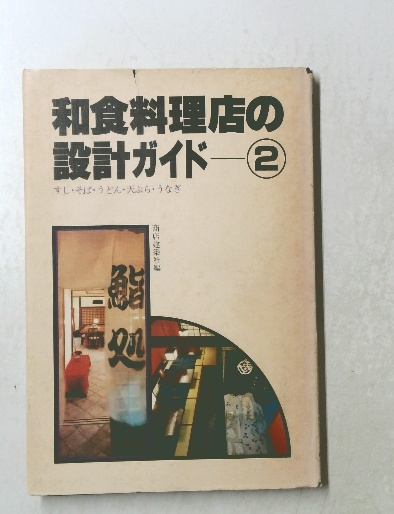 和食料理店の
設計ガイド—②
すし・そば・うどん・天ぷら・うなぎ
商店建築社編
鮨処